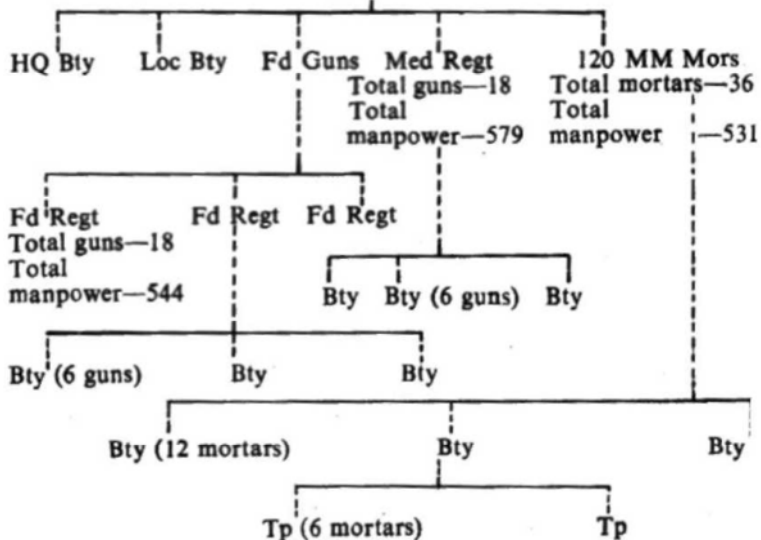 HQ Bty Loc Bty Fd Guns Med Regt 120 MM Mors
Total guns—18 Total mortars—36
Total Total
manpower—579 manpower —531
Fd Regt Fd Regt Fd Regt
Total guns—18
Total
manpower—544
Bty Bty (6 guns) Bty
Bty (6 guns) Bty Bty
Bty (12 mortars) Bty Bty
Tp (6 mortars) Tp